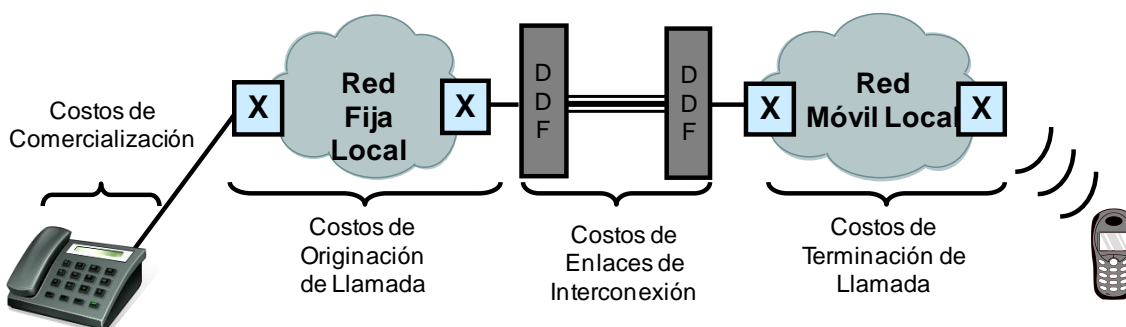 Costos de
Comercialización
X
Red
Fija
Local
X
D
D
F
D
D
F
X
Red
Móvil Local
X
Costos de
Originación
de Llamada
Costos de
Enlaces de
Interconexión
Costos de
Terminación de
Llamada